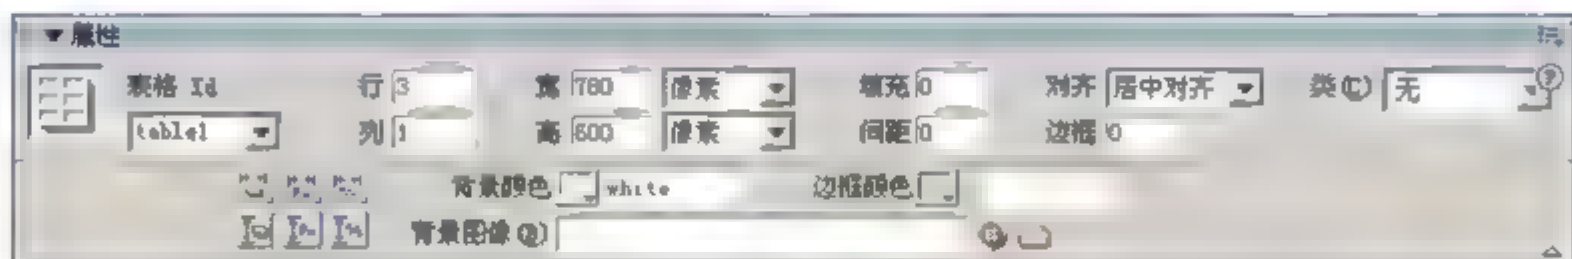 属性
表格 Id 行 3 宽 780 像素 填充 0 对齐 居中对齐 类(C) 无
table1 列 1 高 600 像素 间距 0 边框 0
背景颜色 white 边框颜色
背景图像(G)